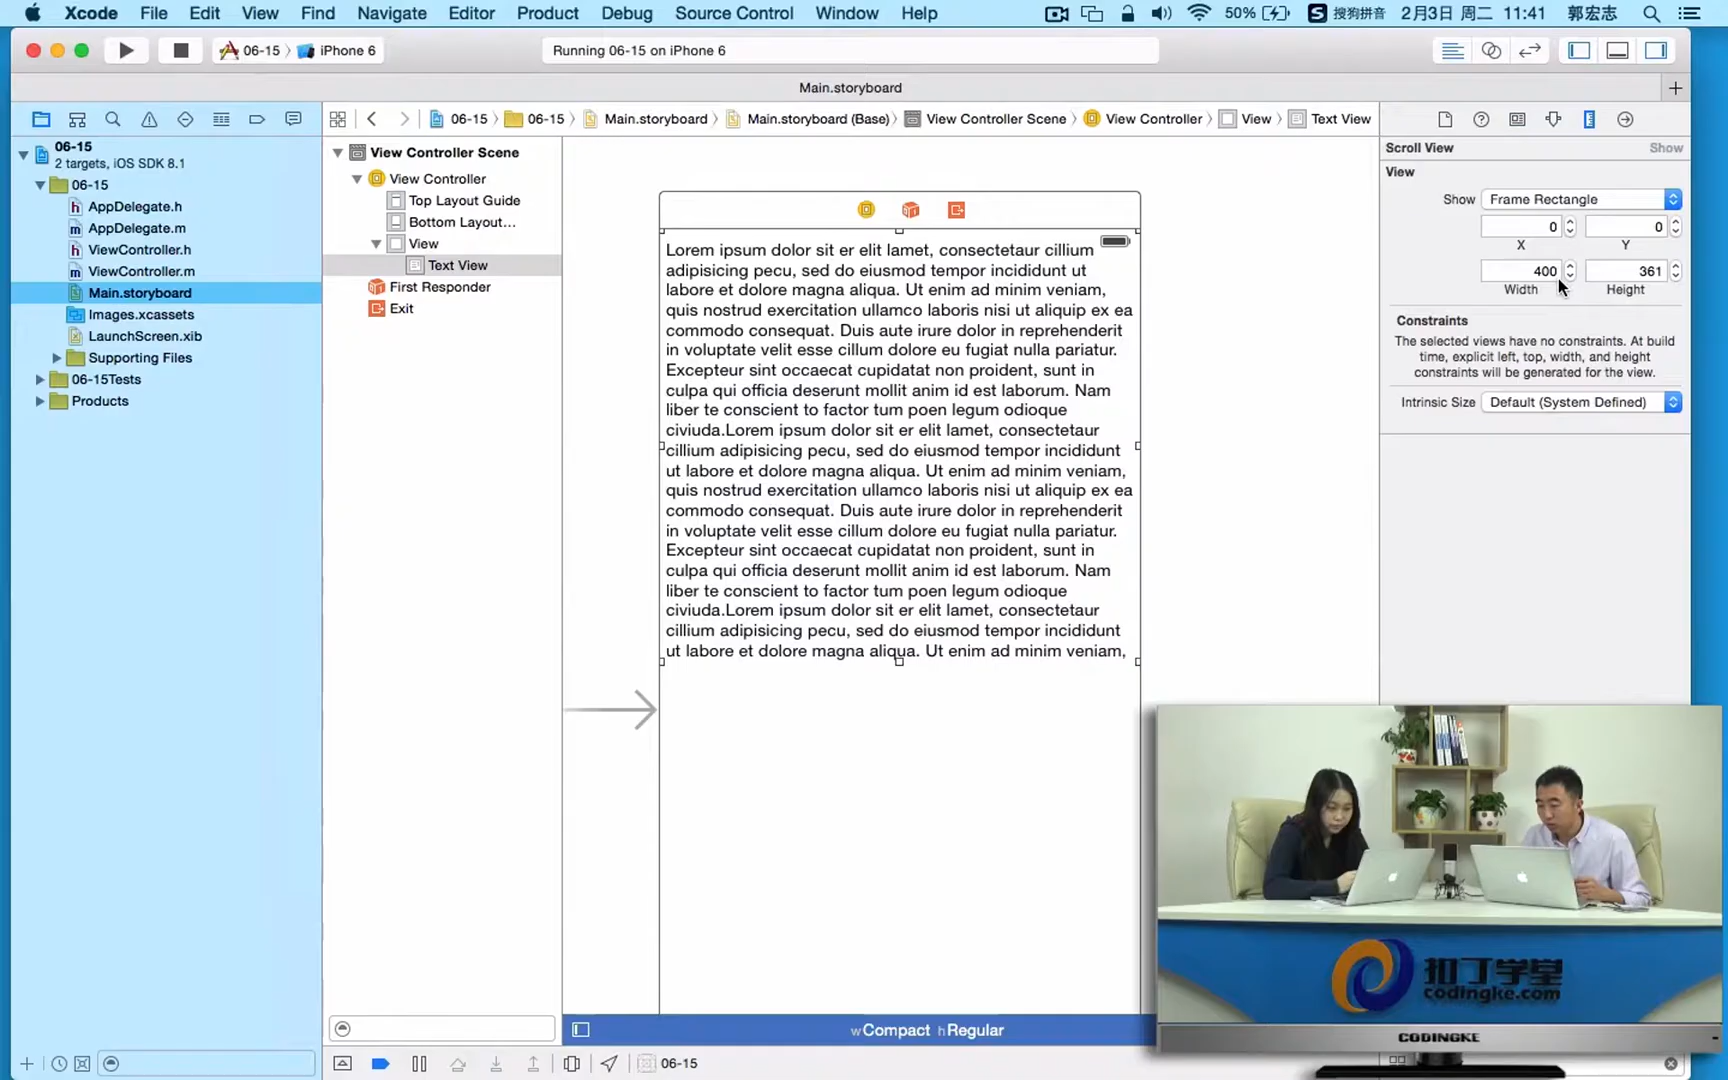 Xcode File Edit View Find Navigate Editor Product Debug Source Control Window Help 50% S 搜狗拼音 2月3日 周二 11:41 郭宏志
06-15 iPhone 6 Running 06-15 on iPhone 6
Main.storyboard
06-15 06-15 Main.storyboard Main.storyboard (Base) View Controller Scene View Controller View Text View
06-15
2 targets, iOS SDK 8.1
06-15
AppDelegate.h
AppDelegate.m
ViewController.h
ViewController.m
Main.storyboard
Images.xcassets
LaunchScreen.xib
Supporting Files
06-15Tests
Products
View Controller Scene
View Controller
Top Layout Guide
Bottom Layout...
View
Text View
First Responder
Exit
Lorem ipsum dolor sit er elit lamet, consectetaur cillium
adipisicing pecu, sed do eiusmod tempor incididunt ut
labore et dolore magna aliqua. Ut enim ad minim veniam,
quis nostrud exercitation ullamco laboris nisi ut aliquip ex ea
commodo consequat. Duis aute irure dolor in reprehenderit
in voluptate velit esse cillum dolore eu fugiat nulla pariatur.
Excepteur sint occaecat cupidatat non proident, sunt in
culpa qui officia deserunt mollit anim id est laborum. Nam
liber te conscient to factor tum poen legum odioque
civiuda.Lorem ipsum dolor sit er elit lamet, consectetaur
cillium adipisicing pecu, sed do eiusmod tempor incididunt
ut labore et dolore magna aliqua. Ut enim ad minim veniam,
quis nostrud exercitation ullamco laboris nisi ut aliquip ex ea
commodo consequat. Duis aute irure dolor in reprehenderit
in voluptate velit esse cillum dolore eu fugiat nulla pariatur.
Excepteur sint occaecat cupidatat non proident, sunt in
culpa qui officia deserunt mollit anim id est laborum. Nam
liber te conscient to factor tum poen legum odioque
civiuda.Lorem ipsum dolor sit er elit lamet, consectetaur
cillium adipisicing pecu, sed do eiusmod tempor incididunt
ut labore et dolore magna aliqua. Ut enim ad minim veniam,
wCompact hRegular
06-15
Scroll View Show
View
Show Frame Rectangle
0 0
X Y
400 361
Width Height
Constraints
The selected views have no constraints. At build
time, explicit left, top, width, and height
constraints will be generated for the view.
Intrinsic Size Default (System Defined)
扣丁学堂
codingke.com
CODINGKE